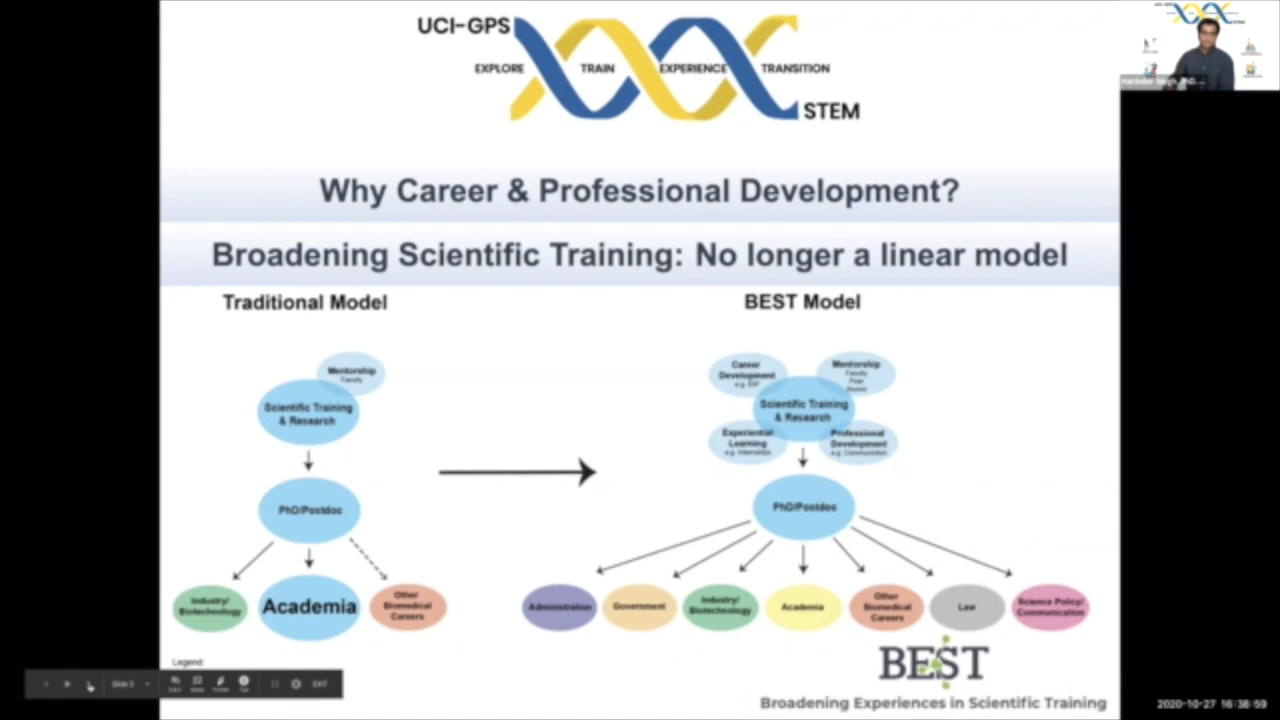 UCI-GPS
EXPLORE TRAIN EXPERIENCE TRANSITION
STEM
Why Career & Professional Development?
Broadening Scientific Training: No longer a linear model
Traditional Model
BEST Model
Mentorship
Faculty
Scientific Training
& Research
PhD/Postdoc
Industry/
Biotechnology
Academia
Other
Biomedical
Careers
Career
Development
e.g. IDP
Mentorship
Faculty
Peer
Alumni
Scientific Training
& Research
Experiential
Learning
e.g. Internships
Professional
Development
e.g. Communication
PhD/Postdoc
Administration
Government
Industry/
Biotechnology
Academia
Other
Biomedical
Careers
Law
Science Policy/
Communication
Legend:
Slide 3
EXIT
BEST
Broadening Experiences in Scientific Training
2020-10-27 16:38:59